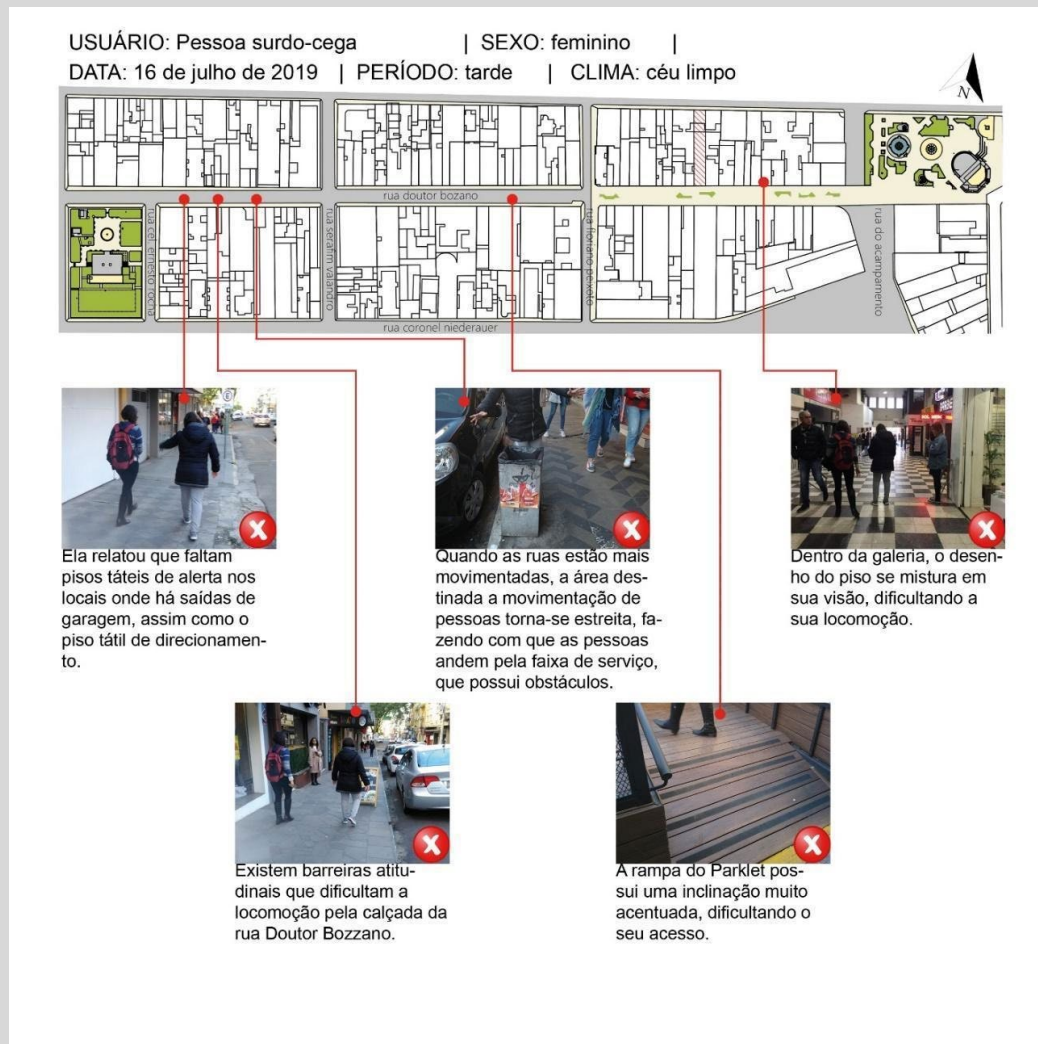 USUÁRIO: Pessoa surdo-cega | SEXO: feminino |
DATA: 16 de julho de 2019 | PERÍODO: tarde | CLIMA: céu limpo
N
rua doutor bozano
rua cel. ernesto rocha
rua serafim valandro
rua floriano peixoto
rua do acampamento
rua coronel niederauer
Ela relatou que faltam
pisos táteis de alerta nos
locais onde há saídas de
garagem, assim como o
piso tátil de direcionamen-
to.
Quando as ruas estão mais
movimentadas, a área des-
tinada a movimentação de
pessoas torna-se estreita, fa-
zendo com que as pessoas
andem pela faixa de serviço,
que possui obstáculos.
Dentro da galeria, o desen-
ho do piso se mistura em
sua visão, dificultando a
sua locomoção.
Existem barreiras atitu-
dinais que dificultam a
locomoção pela calçada da
rua Doutor Bozzano.
A rampa do Parklet pos-
sui uma inclinação muito
acentuada, dificultando o
seu acesso.